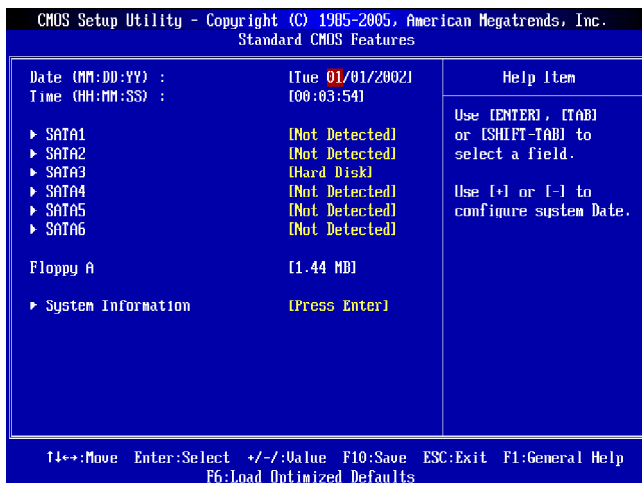 CMOS Setup Utility - Copyright (C) 1985-2005, American Megatrends, Inc.
Standard CMOS Features
Date (MM:DD:YY) : [Tue 01/01/2002]
Time (HH:MM:SS) : [00:03:54]
SATA1 [Not Detected]
SATA2 [Not Detected]
SATA3 [Hard Disk]
SATA4 [Not Detected]
SATA5 [Not Detected]
SATA6 [Not Detected]
Floppy A [1.44 MB]
System Information [Press Enter]
Help Item
Use [ENTER], [TAB]
or [SHIFT-TAB] to
select a field.
Use [+] or [-] to
configure system Date.
↑↓←→:Move Enter:Select +/-/:Value F10:Save ESC:Exit F1:General Help
F6:Load Optimized Defaults